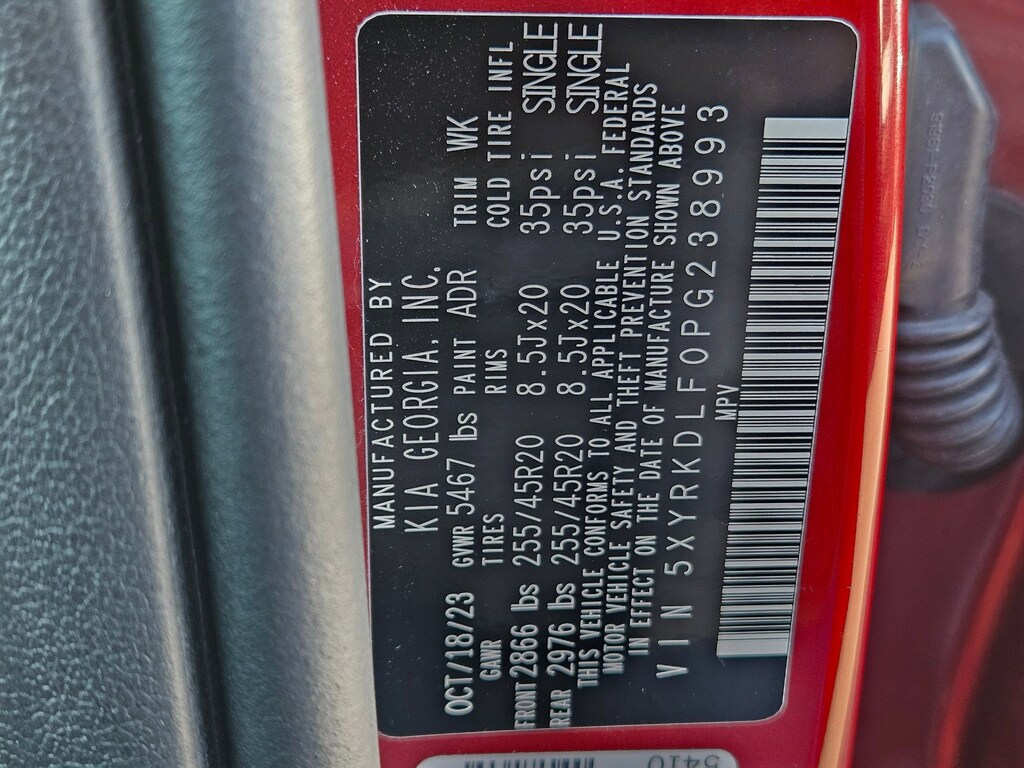 MANUFACTURED BY
KIA GEORGIA, INC.
OCT/18/23 GVWR 5467 lbs PAINT ADR TRIM WK
GAWR TIRES RIMS COLD TIRE INFL
FRONT 2866 lbs 255/45R20 8.5Jx20 35psi SINGLE
REAR 2976 lbs 255/45R20 8.5Jx20 35psi SINGLE
THIS VEHICLE CONFORMS TO ALL APPLICABLE U.S.A. FEDERAL
MOTOR VEHICLE SAFETY AND THEFT PREVENTION STANDARDS
IN EFFECT ON THE DATE OF MANUFACTURE SHOWN ABOVE
VIN 5XYRKDLF0PG238993
MPV
5410